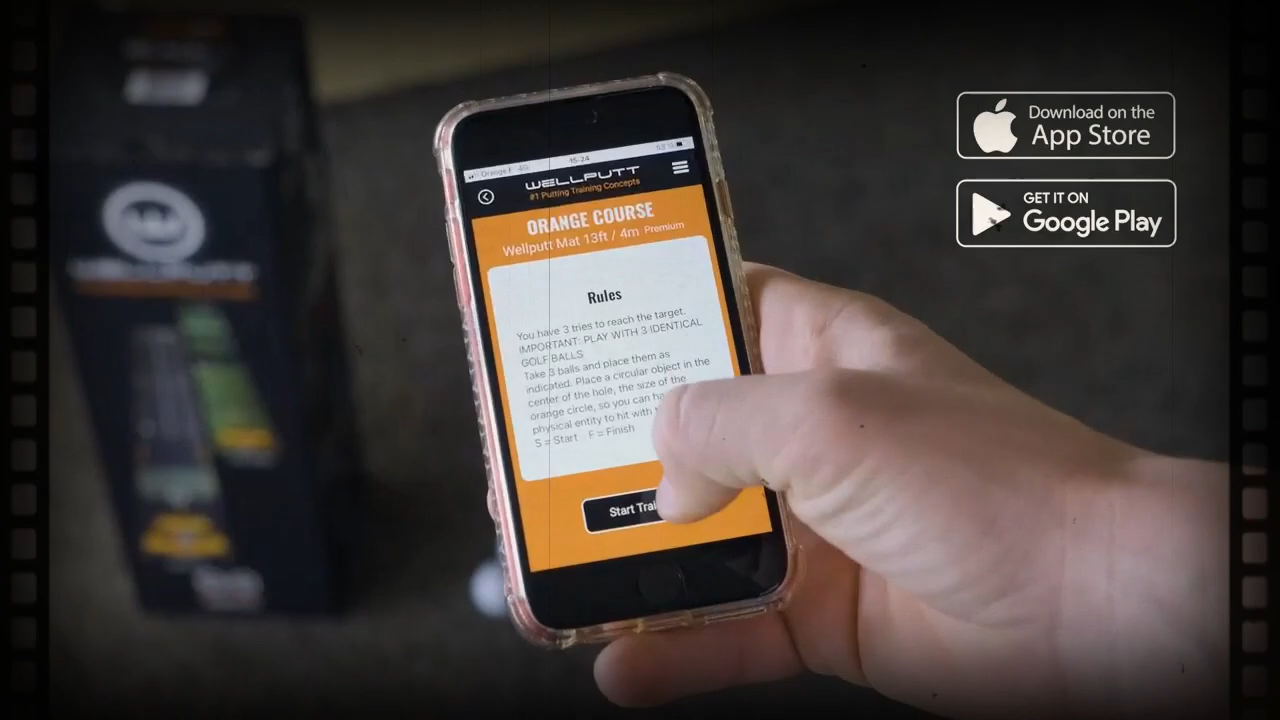 Orange F 4G 15:24
WELLPUTT
#1 Putting Training Concepts
ORANGE COURSE
Wellputt Mat 13ft / 4m Premium
Rules
You have 3 tries to reach the target.
IMPORTANT: PLAY WITH 3 IDENTICAL
GOLF BALLS
Take 3 balls and place them as
indicated. Place a circular object in the
center of the hole, the size of the
orange circle, so you can
physical entity to hit with
S = Start F = Finish
Start
Download on the
App Store
GET IT ON
Google Play
WELLPUTT